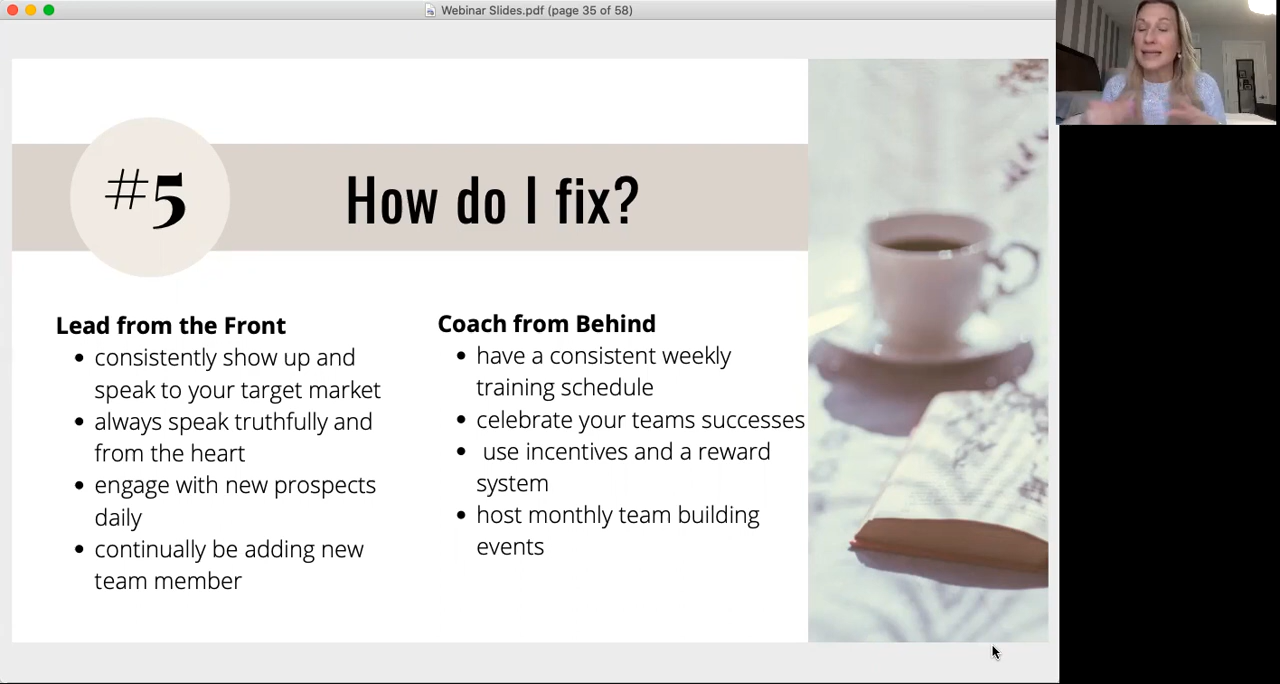 Webinar Slides.pdf (page 35 of 58)
#5
How do I fix?
Lead from the Front
consistently show up and
speak to your target market
always speak truthfully and
from the heart
engage with new prospects
daily
continually be adding new
team member
Coach from Behind
have a consistent weekly
training schedule
celebrate your teams successes
use incentives and a reward
system
host monthly team building
events